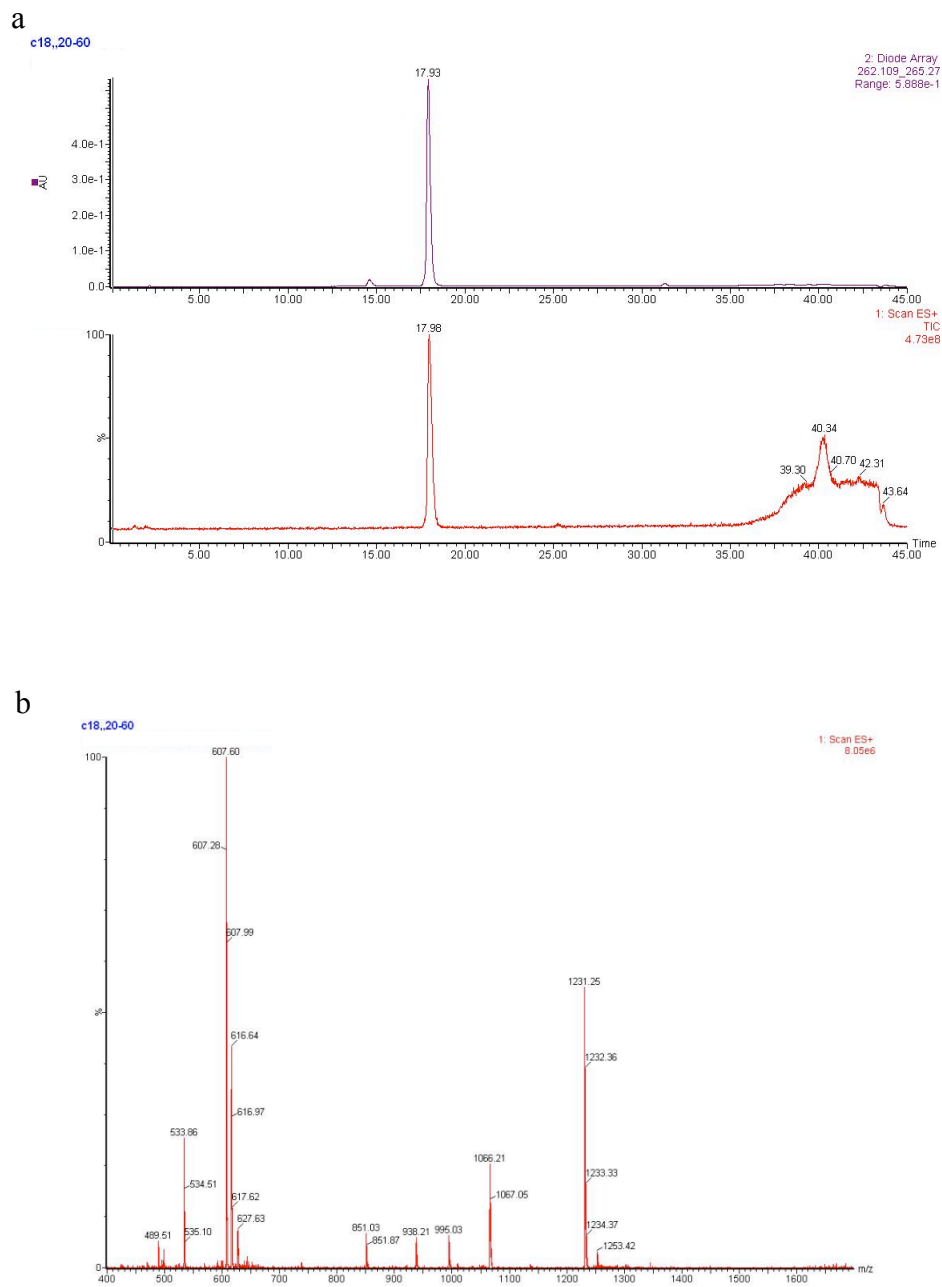 a
c18,,20-60
2: Diode Array
262.109_265.27
Range: 5.888e-1
17.93
AU
4.0e-1
3.0e-1
2.0e-1
1.0e-1
0.0
5.00 10.00 15.00 20.00 25.00 30.00 35.00 40.00 45.00
1: Scan ES+
TIC
4.73e8
100
17.98
%
40.34
39.30
40.70
42.31
43.64
0
5.00 10.00 15.00 20.00 25.00 30.00 35.00 40.00 45.00
Time
b
c18,,20-60
1: Scan ES+
8.05e6
100
607.60
607.28
607.99
616.64
1231.25
%
1232.36
616.97
533.86
1066.21
534.51
1067.05
1233.33
617.62
627.63
1234.37
489.51
535.10
851.03
851.87
938.21
995.03
1253.42
0
400 500 600 700 800 900 1000 1100 1200 1300 1400 1500 1600
m/z